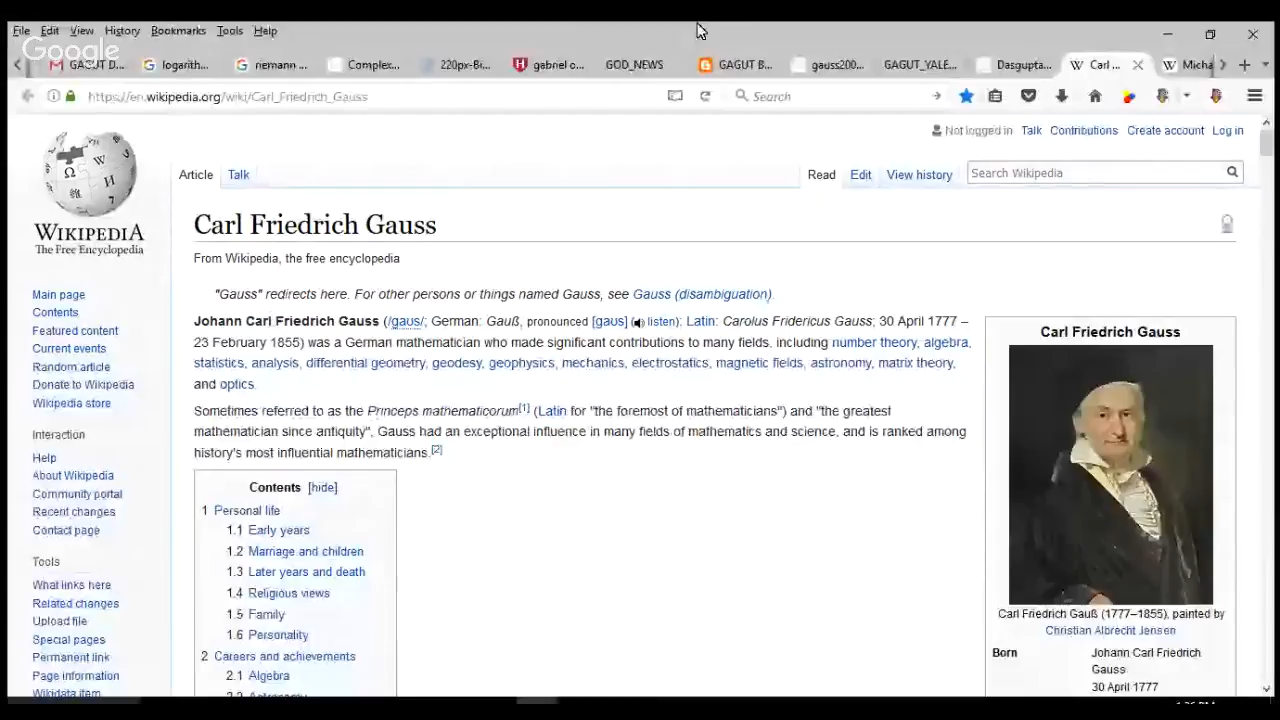 File Edit View History Bookmarks Tools Help
Google
GAGUT D... logarith... riemann ... Complex... 220px-Bi... gabriel o... GOD_NEWS GAGUT B... gauss200... GAGUT_YALE... Dasgupta... Carl ... Micha
https://en.wikipedia.org/wiki/Carl_Friedrich_Gauss Search
Not logged in Talk Contributions Create account Log in
Article Talk Read Edit View history Search Wikipedia
WIKIPEDIA
The Free Encyclopedia
Main page
Contents
Featured content
Current events
Random article
Donate to Wikipedia
Wikipedia store
Interaction
Help
About Wikipedia
Community portal
Recent changes
Contact page
Tools
What links here
Related changes
Upload file
Special pages
Permanent link
Page information
Wikidata item
Carl Friedrich Gauss
From Wikipedia, the free encyclopedia
"Gauss" redirects here. For other persons or things named Gauss, see Gauss (disambiguation).
Johann Carl Friedrich Gauss (/ɡaʊs/; German: Gauß, pronounced [ɡaʊs] (listen); Latin: Carolus Fridericus Gauss; 30 April 1777 –
23 February 1855) was a German mathematician who made significant contributions to many fields, including number theory, algebra,
statistics, analysis, differential geometry, geodesy, geophysics, mechanics, electrostatics, magnetic fields, astronomy, matrix theory,
and optics.
Sometimes referred to as the Princeps mathematicorum[1] (Latin for "the foremost of mathematicians") and "the greatest
mathematician since antiquity", Gauss had an exceptional influence in many fields of mathematics and science, and is ranked among
history's most influential mathematicians.[2]
Contents [hide]
1 Personal life
1.1 Early years
1.2 Marriage and children
1.3 Later years and death
1.4 Religious views
1.5 Family
1.6 Personality
2 Careers and achievements
2.1 Algebra
2.2 Astronomy
Carl Friedrich Gauss
Carl Friedrich Gauß (1777–1855), painted by
Christian Albrecht Jensen
Born Johann Carl Friedrich
Gauss
30 April 1777